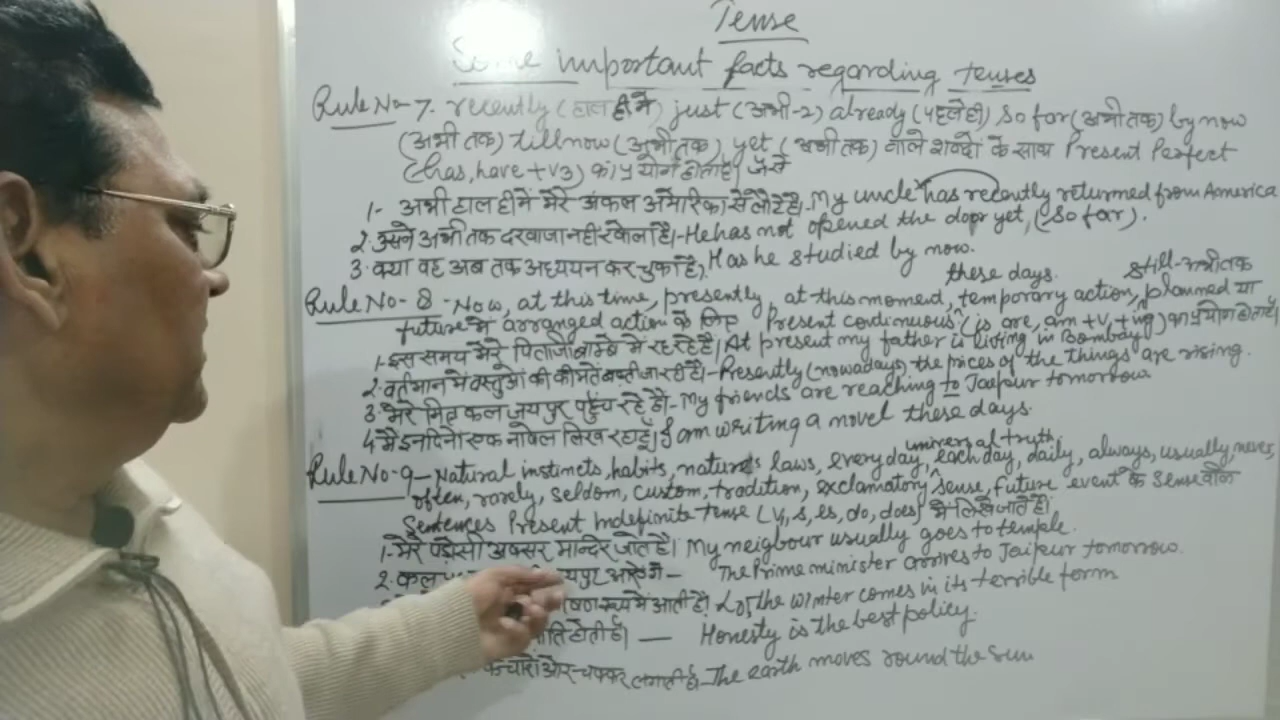 Tense
Some important facts regarding tenses
Rule No- 7. recently (हाल ही में) just (अभी-2) already (पहले ही) so far (अभी तक) by now
(अभी तक) till now (अभी तक) yet (अभी तक) वाले शब्दों के साथ Present Perfect
(has, have + v3) का प्रयोग होता है। जैसे
1- अभी हाल ही में मेरे अंकल अमेरिका से लौटे हैं। My uncle has recently returned from America
2. उसने अभी तक दरवाजा नहीं खोला है।- He has not opened the door yet, (so far).
3. क्या वह अब तक अध्ययन कर चुका है, Has he studied by now.
these days. still-अभी तक
Rule No- 8 - Now, at this time, presently, at this moment, temporary action, planned या
future में arranged action के लिए Present continuous (is are, am + v1 + ing) का प्रयोग होता है।
1- इस समय मेरे पिताजी बाम्बे में रह रहे हैं। At present my father is living in Bombay
2- वर्तमान में वस्तुओं की कीमतें बढ़ती जा रही हैं।- Presently (nowadays) the prices of the things are rising.
3- मेरे मित्र कल जयपुर पहुंच रहे हैं।- My friends are reaching to Jaipur tomorrow
4 मैं इन दिनों एक नावेल लिख रहा हूं। I am writing a novel these days.
universal truth
Rule No- 9 - Natural instincts, habits, nature's laws, everyday, each day, daily, always, usually, never,
often, rarely, seldom, custom, tradition, exclamatory sense, future event के sense वाले
Sentences Present Indefinite tense (v1, s, es, do, does) में लिखे जाते हैं।
1- मेरे पड़ोसी अक्सर मन्दिर जाते हैं। My neigbour usually goes to temple.
2. कल जयपुर आएंगे - The Prime minister arrives to Jaipur tomorrow.
में आती है। Lo, the winter comes in its terrible form
होती है। — Honesty is the best policy.
के चारों ओर चक्कर लगाती है- The earth moves round the sun